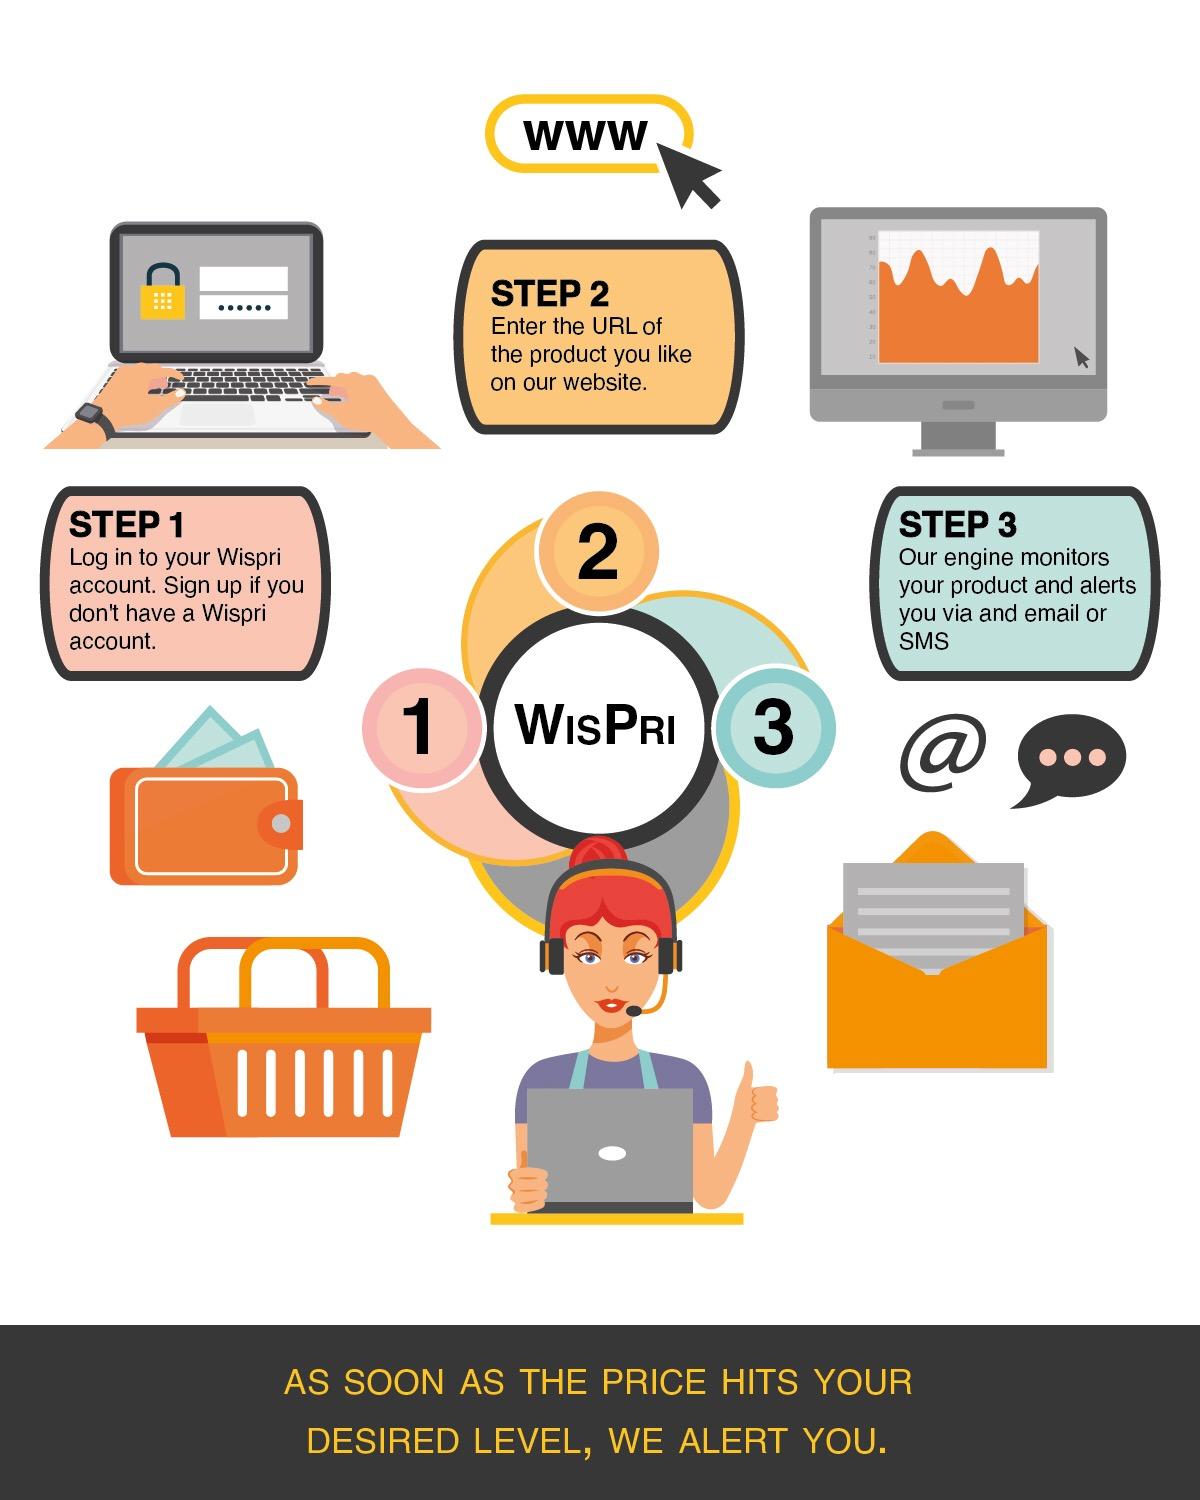 www
STEP 2
Enter the URL of
the product you like
on our website.
STEP 1
Log in to your Wispri
account. Sign up if you
don't have a Wispri
account.
STEP 3
Our engine monitors
your product and alerts
you via and email or
SMS
2
1
WISPRI
3
@
AS SOON AS THE PRICE HITS YOUR
DESIRED LEVEL, WE ALERT YOU.